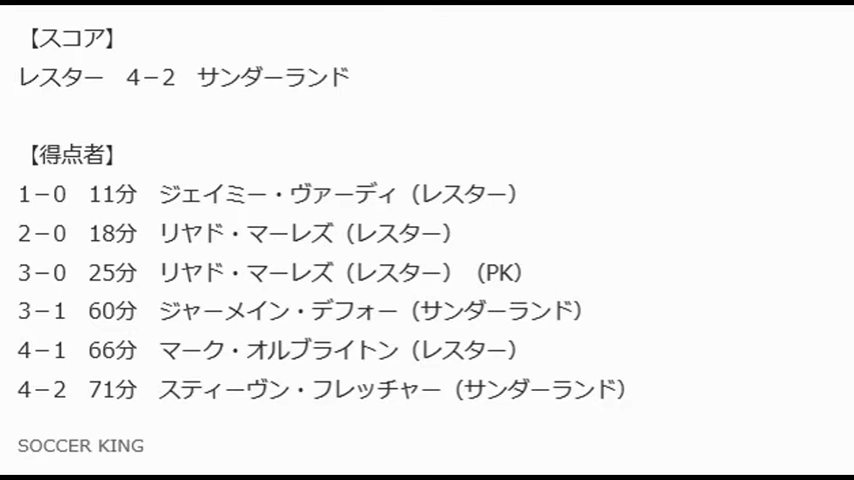 【スコア】
レスター　4－2　サンダーランド
【得点者】
1－0　11分　ジェイミー・ヴァーディ（レスター）
2－0　18分　リヤド・マーレズ（レスター）
3－0　25分　リヤド・マーレズ（レスター）（PK）
3－1　60分　ジャーメイン・デフォー（サンダーランド）
4－1　66分　マーク・オルブライトン（レスター）
4－2　71分　スティーヴン・フレッチャー（サンダーランド）
SOCCER KING